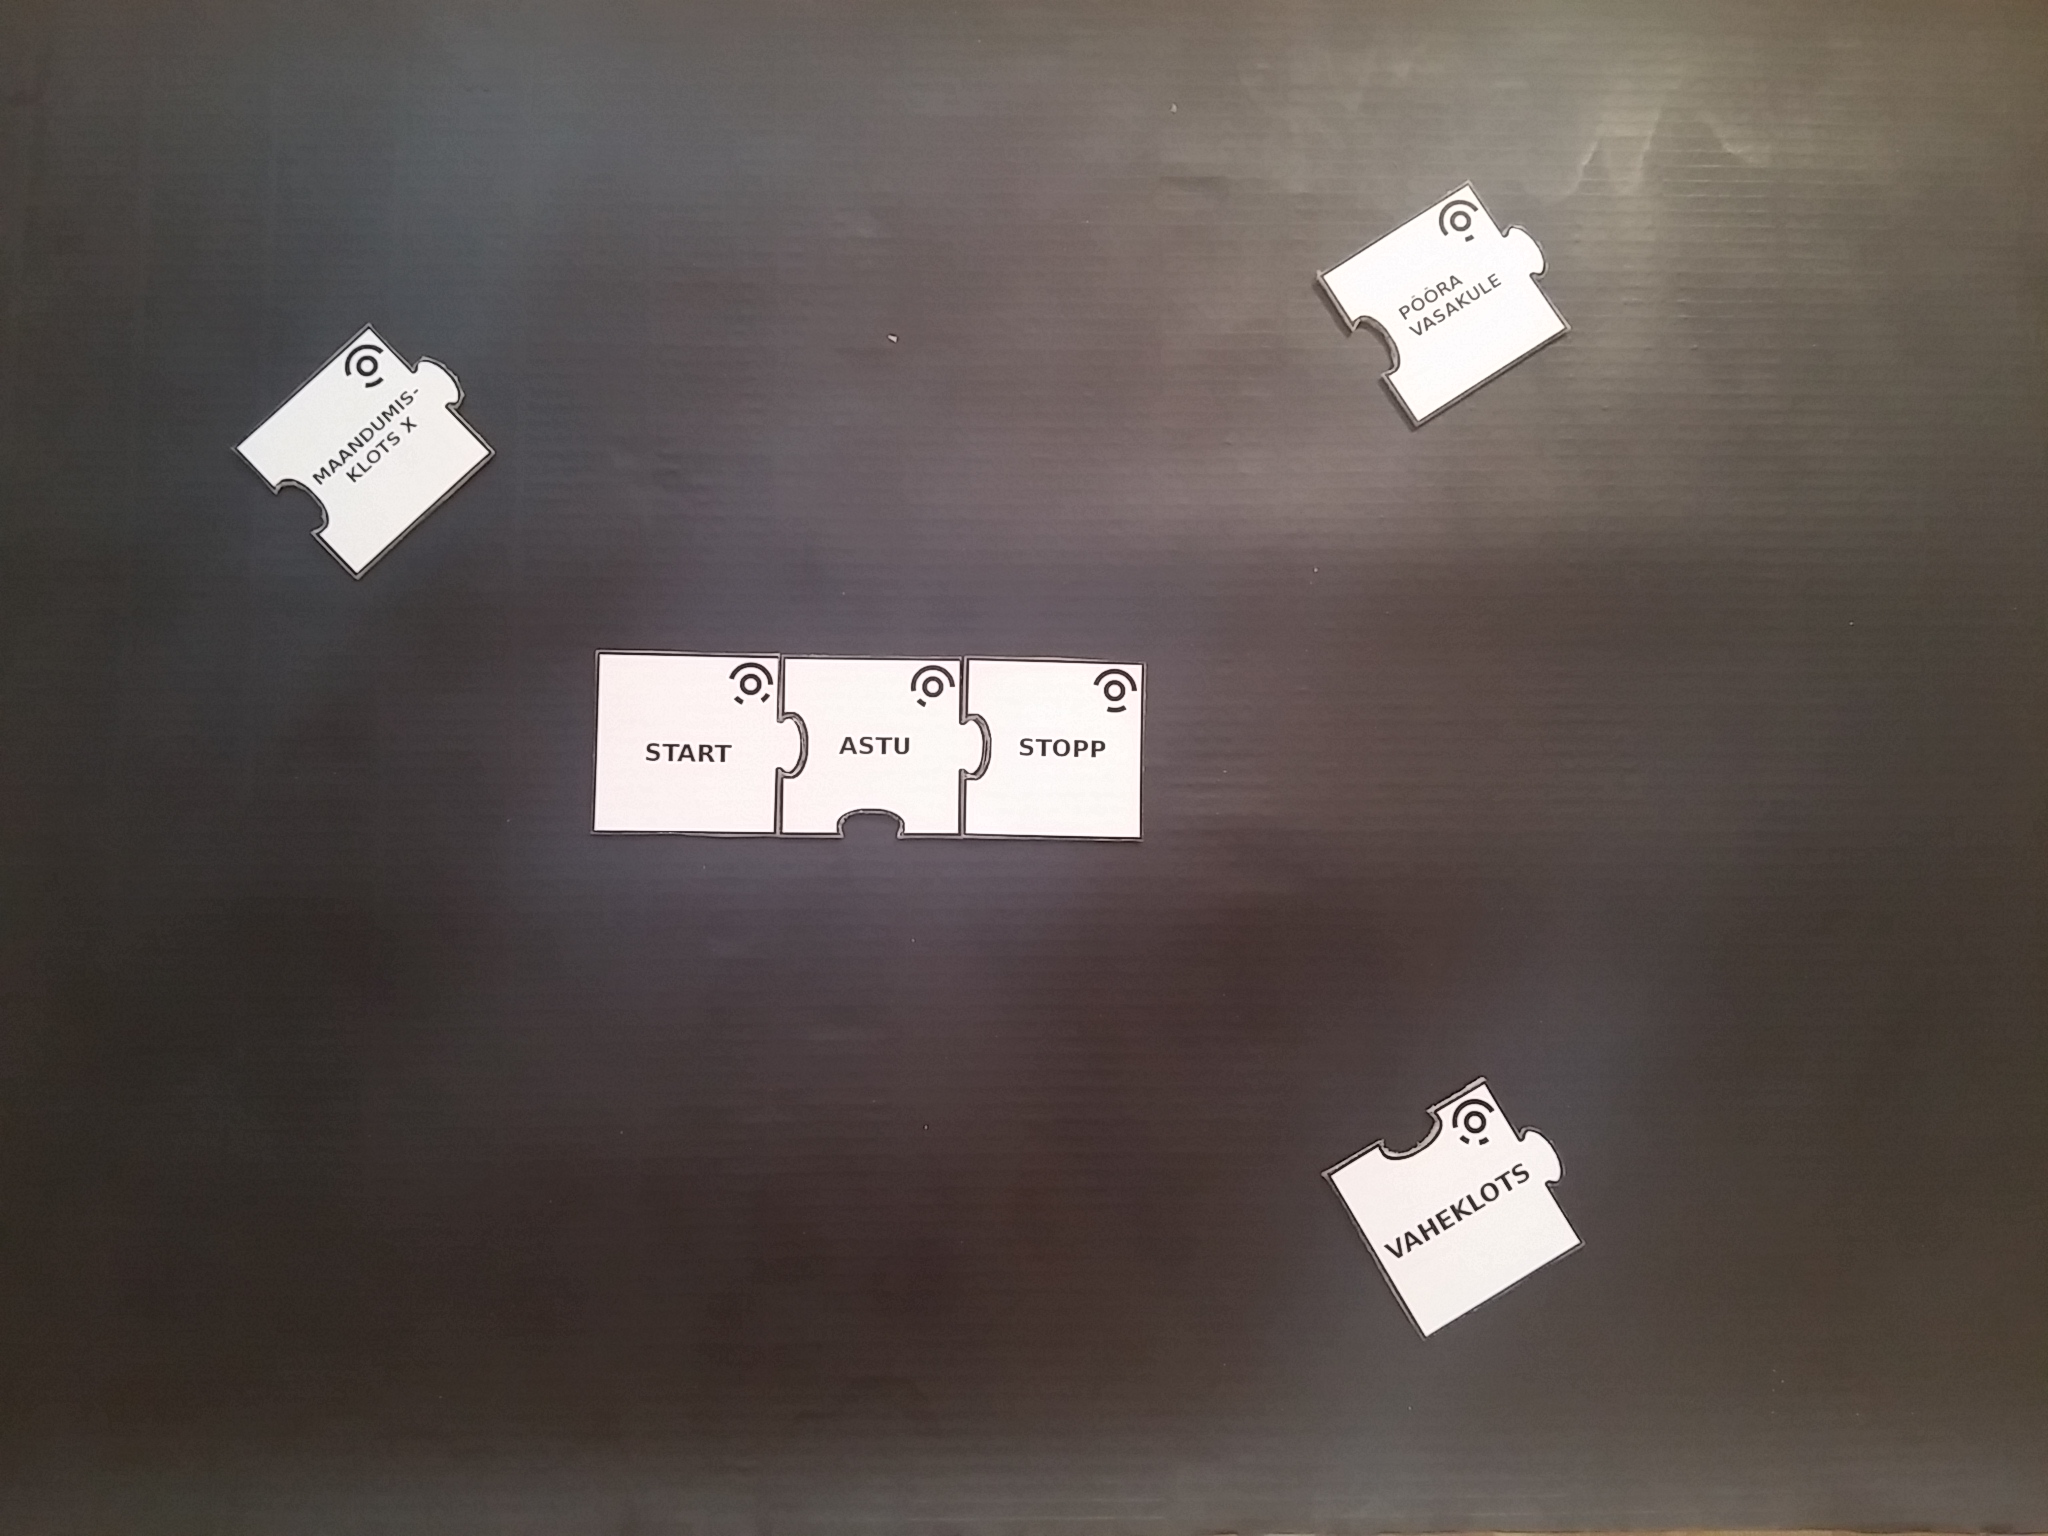 VAHEKLOTS
START
ASTU
STOPP
MAANDUMIS-
KLOTS X
PÖÖRA
VASAKULE